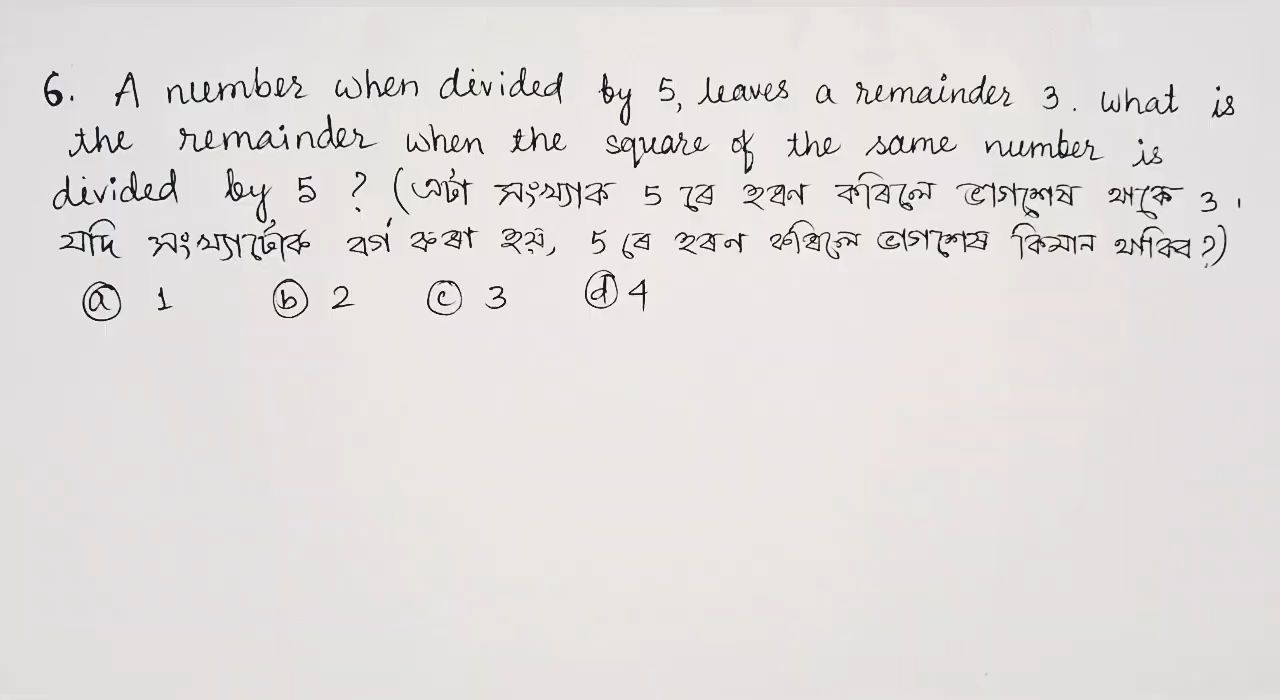 6. A number when divided by 5, leaves a remainder 3. What is
the remainder when the square of the same number is
divided by 5 ? (এটা সংখ্যাক 5 ৰে হৰণ কৰিলে ভাগশেষ থাকে 3.
যদি সংখ্যাটোক বৰ্গ কৰা হয়, 5 ৰে হৰণ কৰিলে ভাগশেষ কিমান থাকিব?)
ⓐ 1 ⓑ 2 ⓒ 3 ⓓ 4